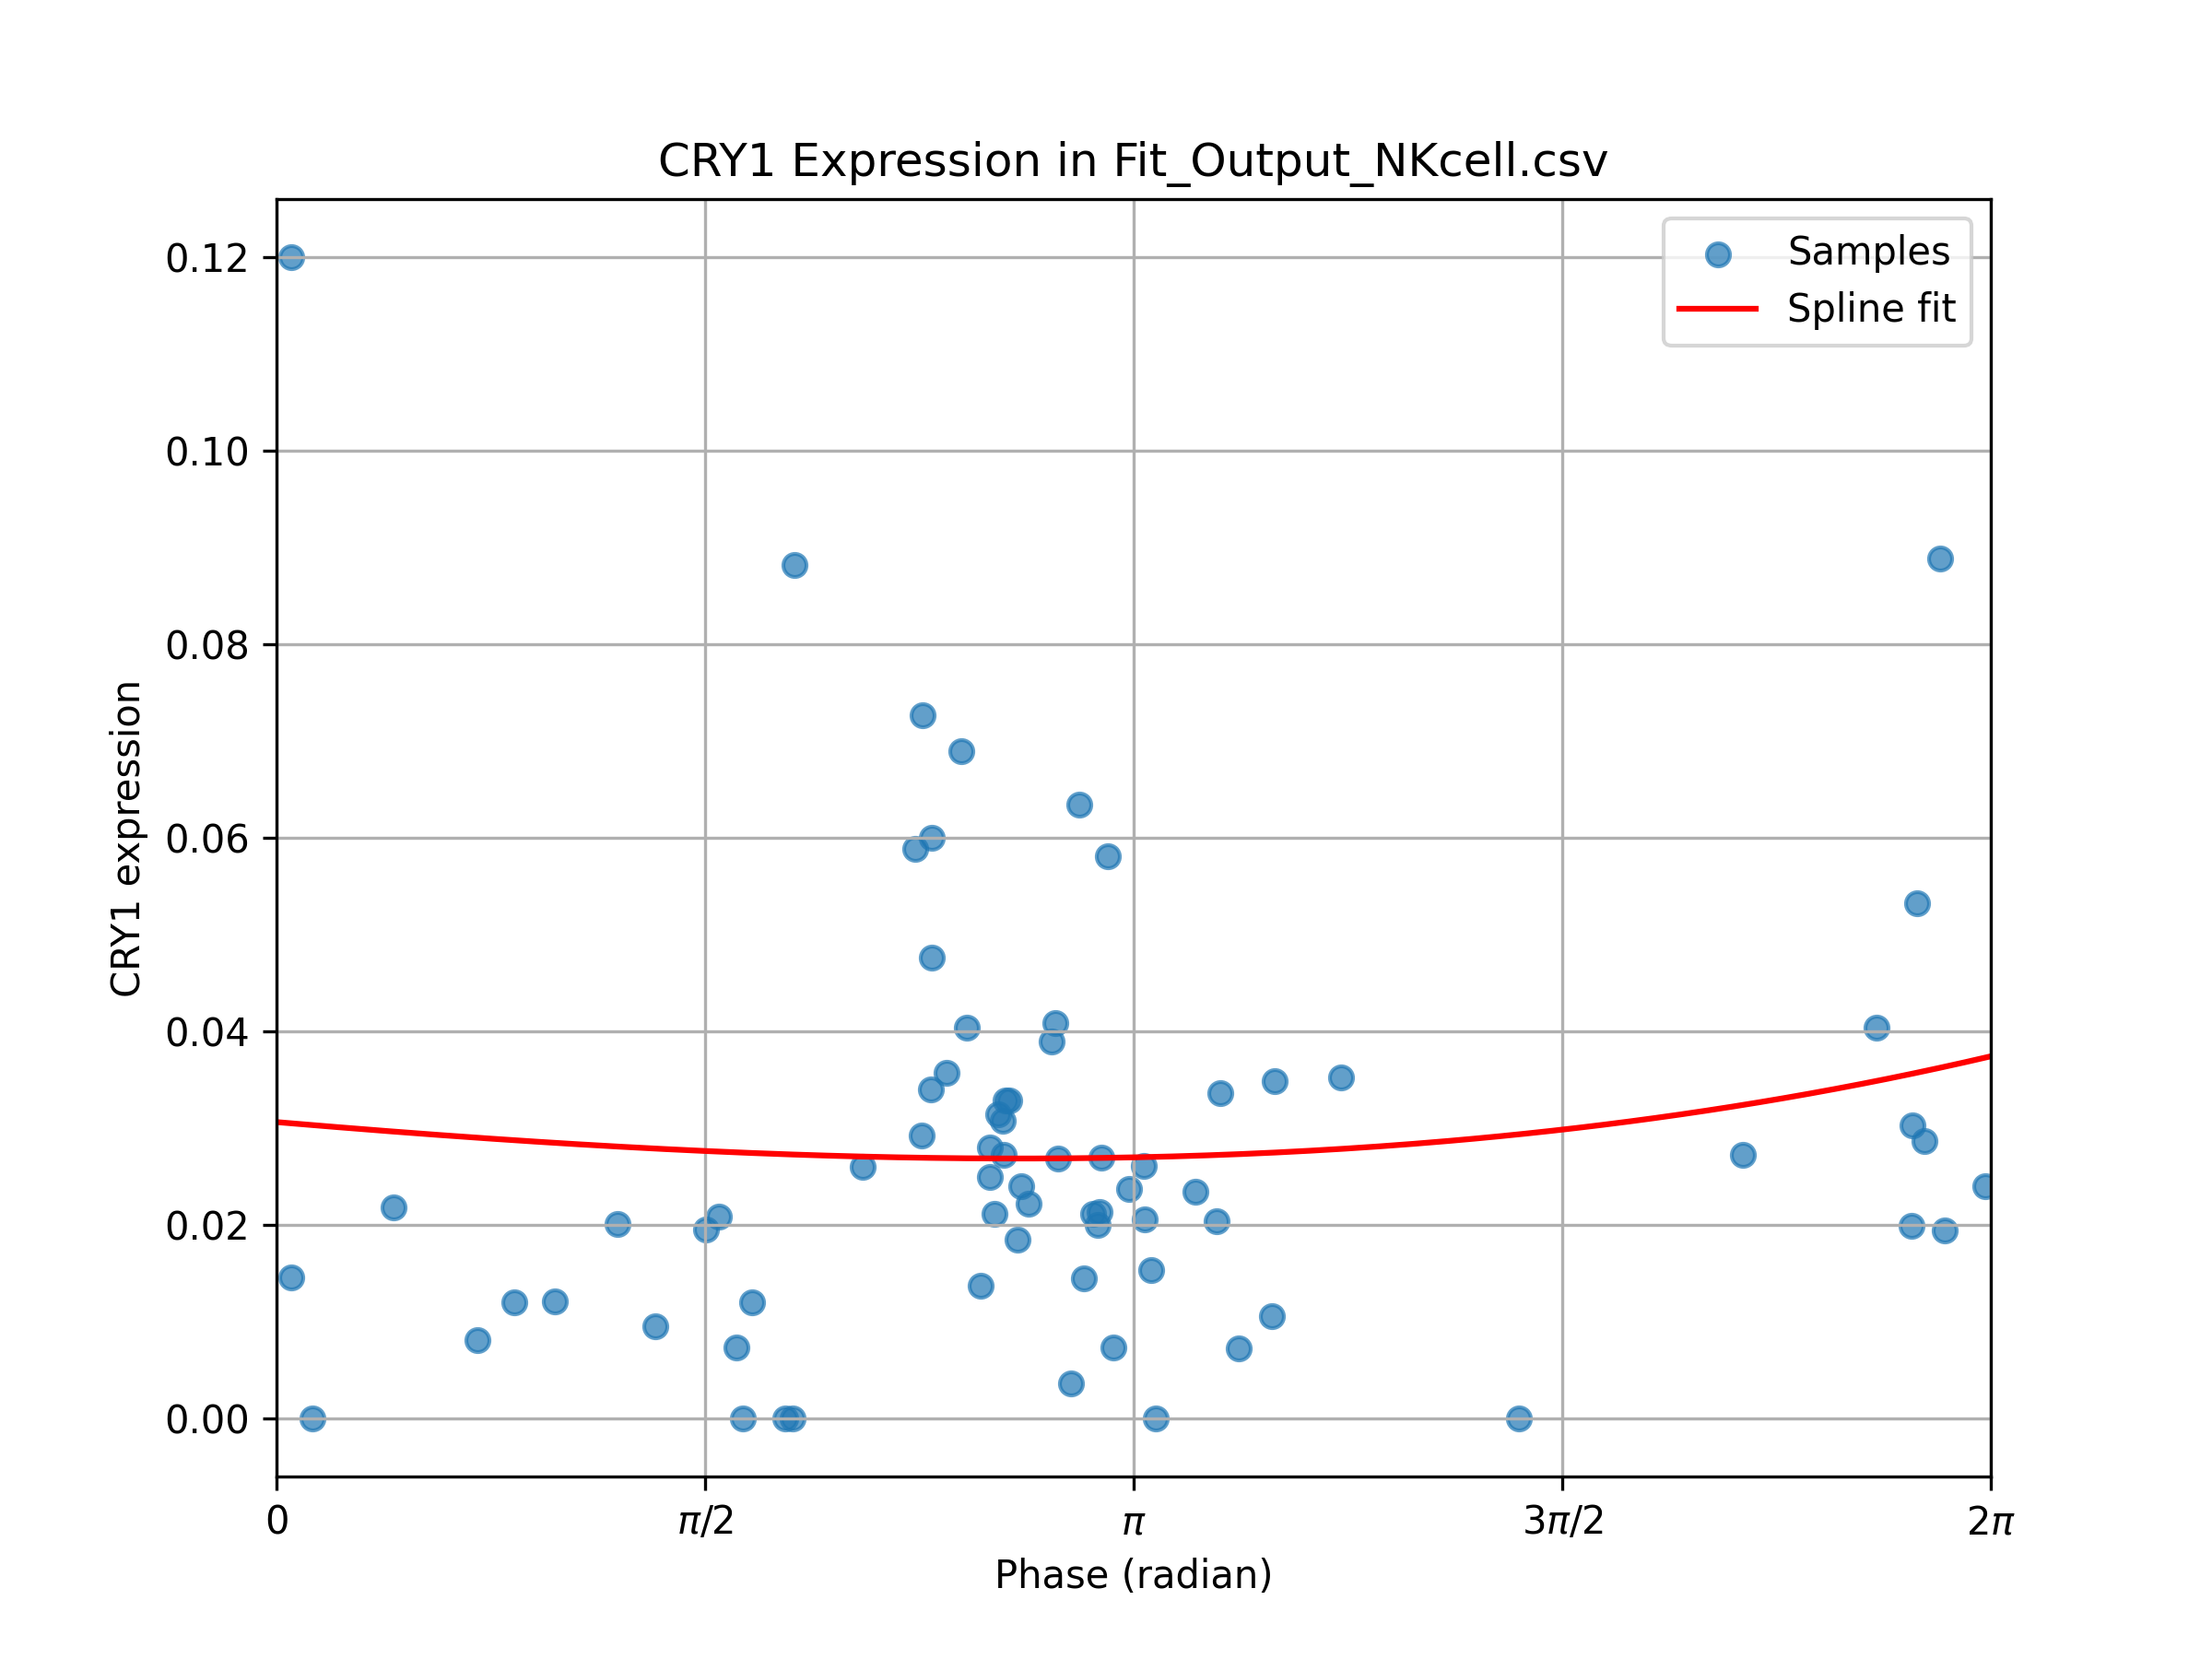 CRY1 Expression in Fit_Output_NKcell.csv
Samples
Spline fit
0.12
0.10
0.08
0.06
0.04
0.02
0.00
CRY1 expression
0 π/2 π 3π/2 2π
Phase (radian)